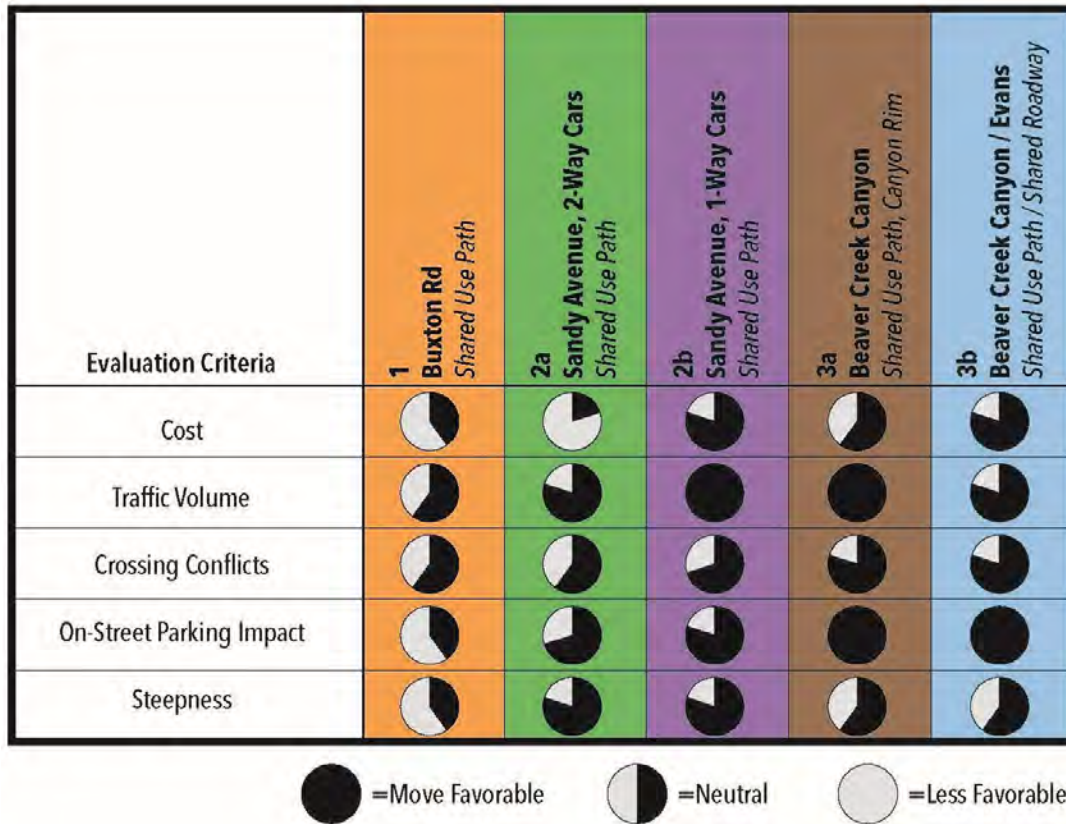 Evaluation Criteria
1
Buxton Rd
Shared Use Path
2a
Sandy Avenue, 2-Way Cars
Shared Use Path
2b
Sandy Avenue, 1-Way Cars
Shared Use Path
3a
Beaver Creek Canyon
Shared Use Path, Canyon Rim
3b
Beaver Creek Canyon / Evans
Shared Use Path / Shared Roadway
Cost
Traffic Volume
Crossing Conflicts
On-Street Parking Impact
Steepness
=Move Favorable =Neutral =Less Favorable